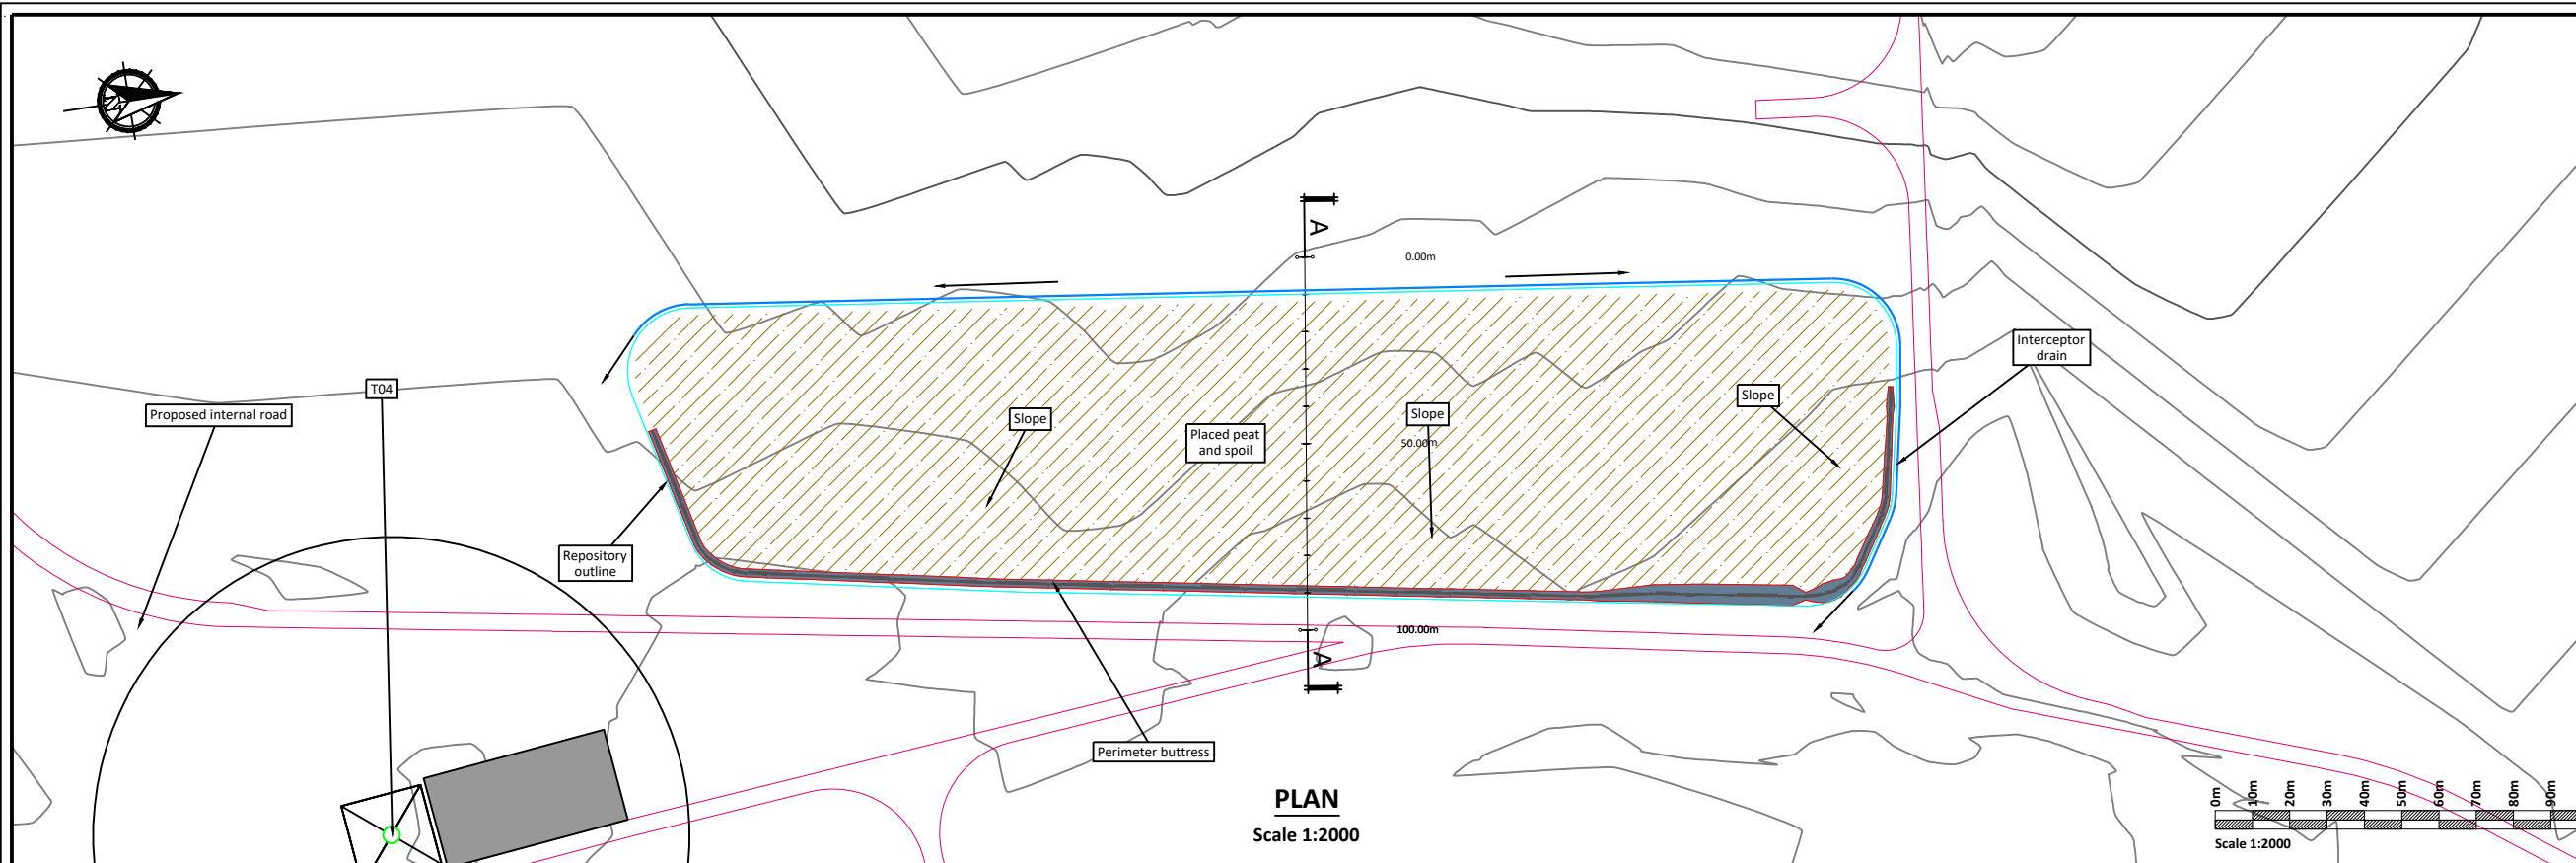 A
0.00m
Interceptor
drain
T04
Slope
Proposed internal road
Slope
Slope
Placed peat
and spoil
50.00m
Repository
outline
100.00m
A
Perimeter buttress
PLAN
Scale 1:2000
0m 10m 20m 30m 40m 50m 60m 70m 80m 90m
Scale 1:2000